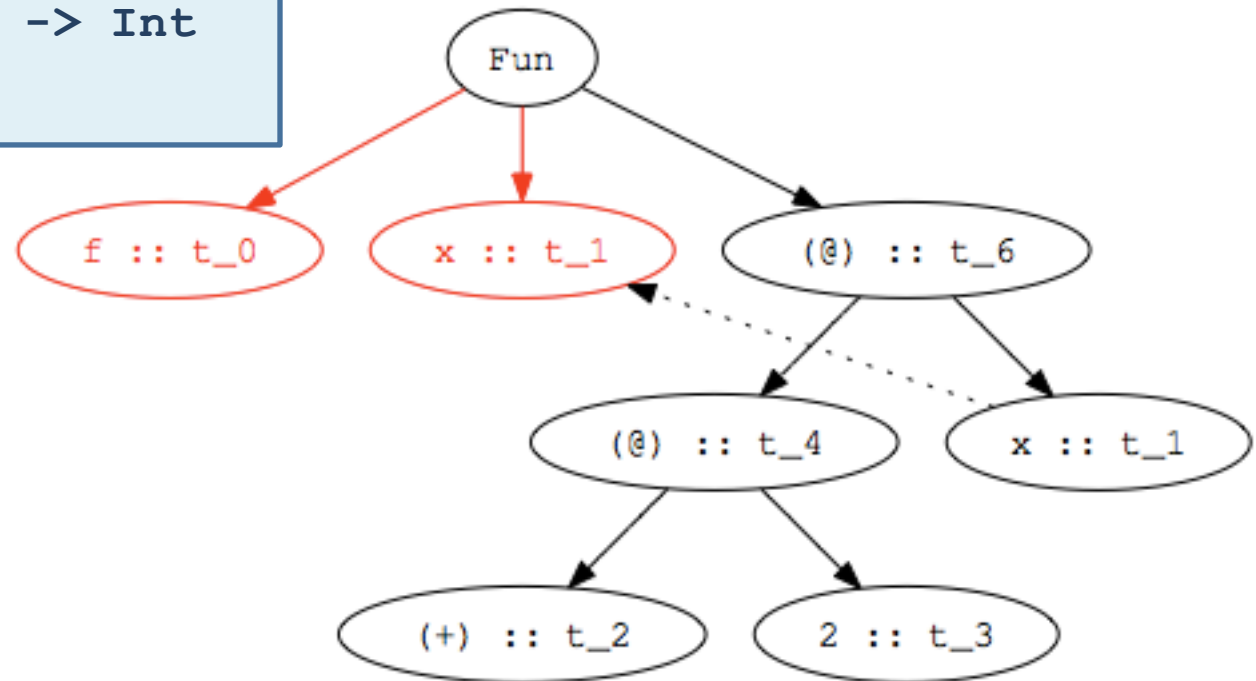 -> Int
Fun
f :: t_0
x :: t_1
(@) :: t_6
(@) :: t_4
x :: t_1
(+) :: t_2
2 :: t_3